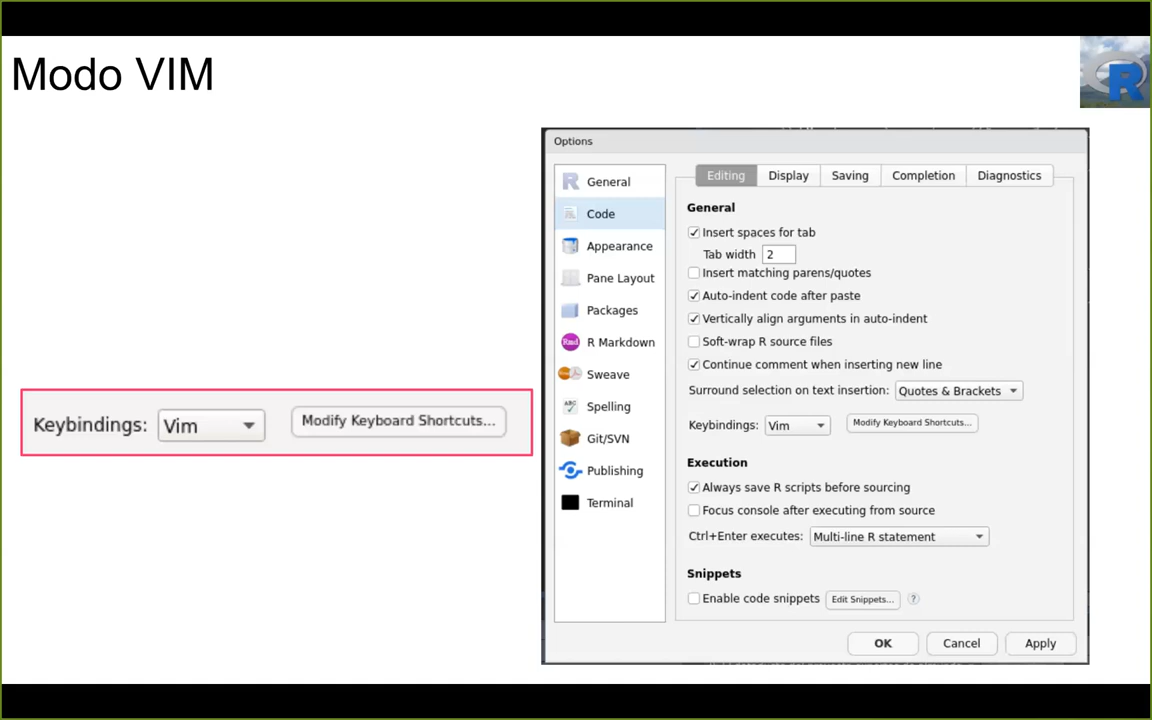 Modo VIM
R
Keybindings: Vim Modify Keyboard Shortcuts...
Options
General
Code
Appearance
Pane Layout
Packages
Rmd R Markdown
Sweave
ABC Spelling
Git/SVN
Publishing
Terminal
Editing Display Saving Completion Diagnostics
General
Insert spaces for tab
Tab width 2
Insert matching parens/quotes
Auto-indent code after paste
Vertically align arguments in auto-indent
Soft-wrap R source files
Continue comment when inserting new line
Surround selection on text insertion: Quotes & Brackets
Keybindings: Vim Modify Keyboard Shortcuts...
Execution
Always save R scripts before sourcing
Focus console after executing from source
Ctrl+Enter executes: Multi-line R statement
Snippets
Enable code snippets Edit Snippets... ?
OK Cancel Apply